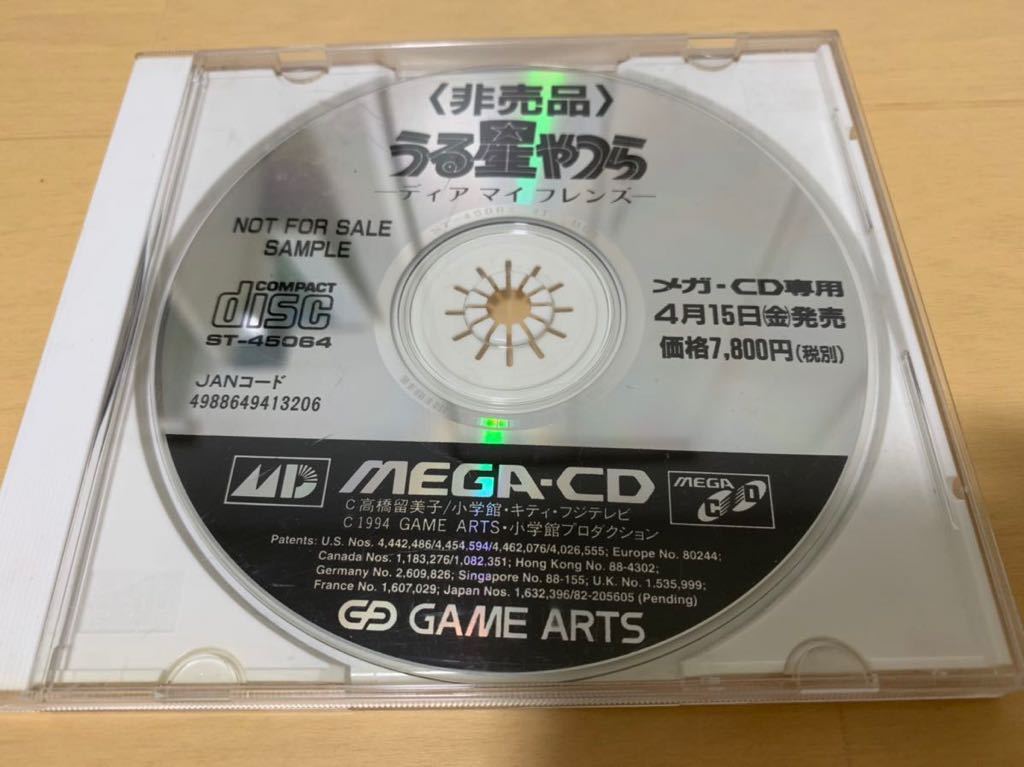 〈非売品〉
うる星やつら
―ディア マイ フレンズ―
NOT FOR SALE
SAMPLE
COMPACT
disc
ST-45064
JANコード
4988649413206
メガ-CD専用
4月15日㈮発売
価格7,800円(税別)
MD
MEGA-CD
MEGA
CD
C 高橋留美子/小学館・キティ・フジテレビ
C 1994 GAME ARTS・小学館プロダクション
Patents: U.S. Nos. 4,442,486/4,454,594/4,462,076/4,026,555; Europe No. 80244;
Canada Nos. 1,183,276/1,082,351; Hong Kong No. 88-4302;
Germany No. 2,609,826; Singapore No. 88-155; U.K. No. 1,535,999;
France No. 1,607,029; Japan Nos. 1,632,396/82-205605 (Pending)
GAME ARTS